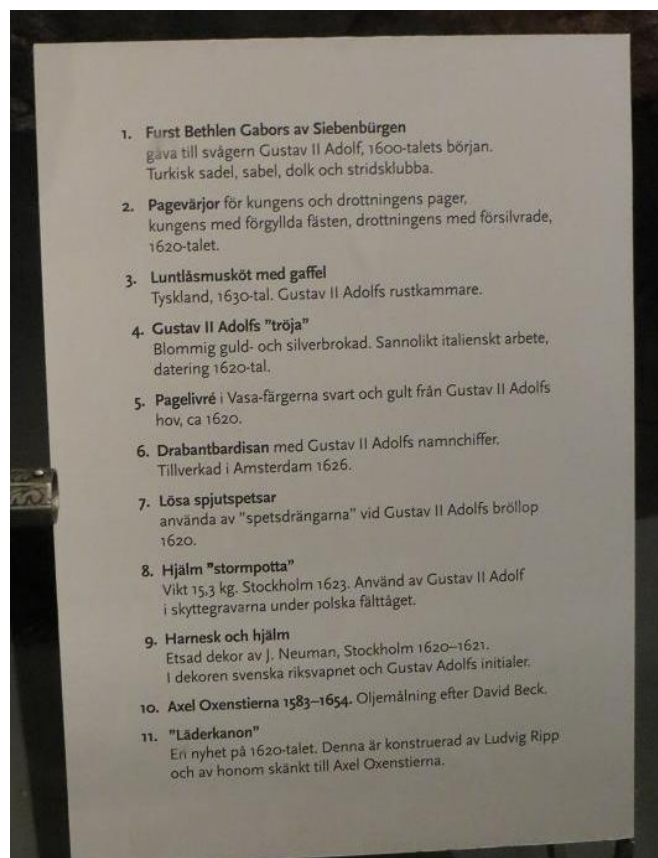 1. Furst Bethlen Gabors av Siebenbürgen
gåva till svågern Gustav II Adolf, 1600-talets början.
Turkisk sadel, sabel, dolk och stridsklubba.
2. Pagevärjor för kungens och drottningens pager,
kungens med förgyllda fästen, drottningens med försilvrade,
1620-talet.
3. Luntlåsmusköt med gaffel
Tyskland, 1630-tal. Gustav II Adolfs rustkammare.
4. Gustav II Adolfs ”tröja”
Blommig guld- och silverbrokad. Sannolikt italienskt arbete,
datering 1620-tal.
5. Pagelivré i Vasa-färgerna svart och gult från Gustav II Adolfs
hov, ca 1620.
6. Drabantbardisan med Gustav II Adolfs namnchiffer.
Tillverkad i Amsterdam 1626.
7. Lösa spjutspetsar
använda av ”spetsdrängarna” vid Gustav II Adolfs bröllop
1620.
8. Hjälm ”stormpotta”
Vikt 15,3 kg. Stockholm 1623. Använd av Gustav II Adolf
i skyttegravarna under polska fälttåget.
9. Harnesk och hjälm
Etsad dekor av J. Neuman, Stockholm 1620–1621.
I dekoren svenska riksvapnet och Gustav Adolfs initialer.
10. Axel Oxenstierna 1583–1654. Oljemålning efter David Beck.
11. ”Läderkanon”
En nyhet på 1620-talet. Denna är konstruerad av Ludvig Ripp
och av honom skänkt till Axel Oxenstierna.